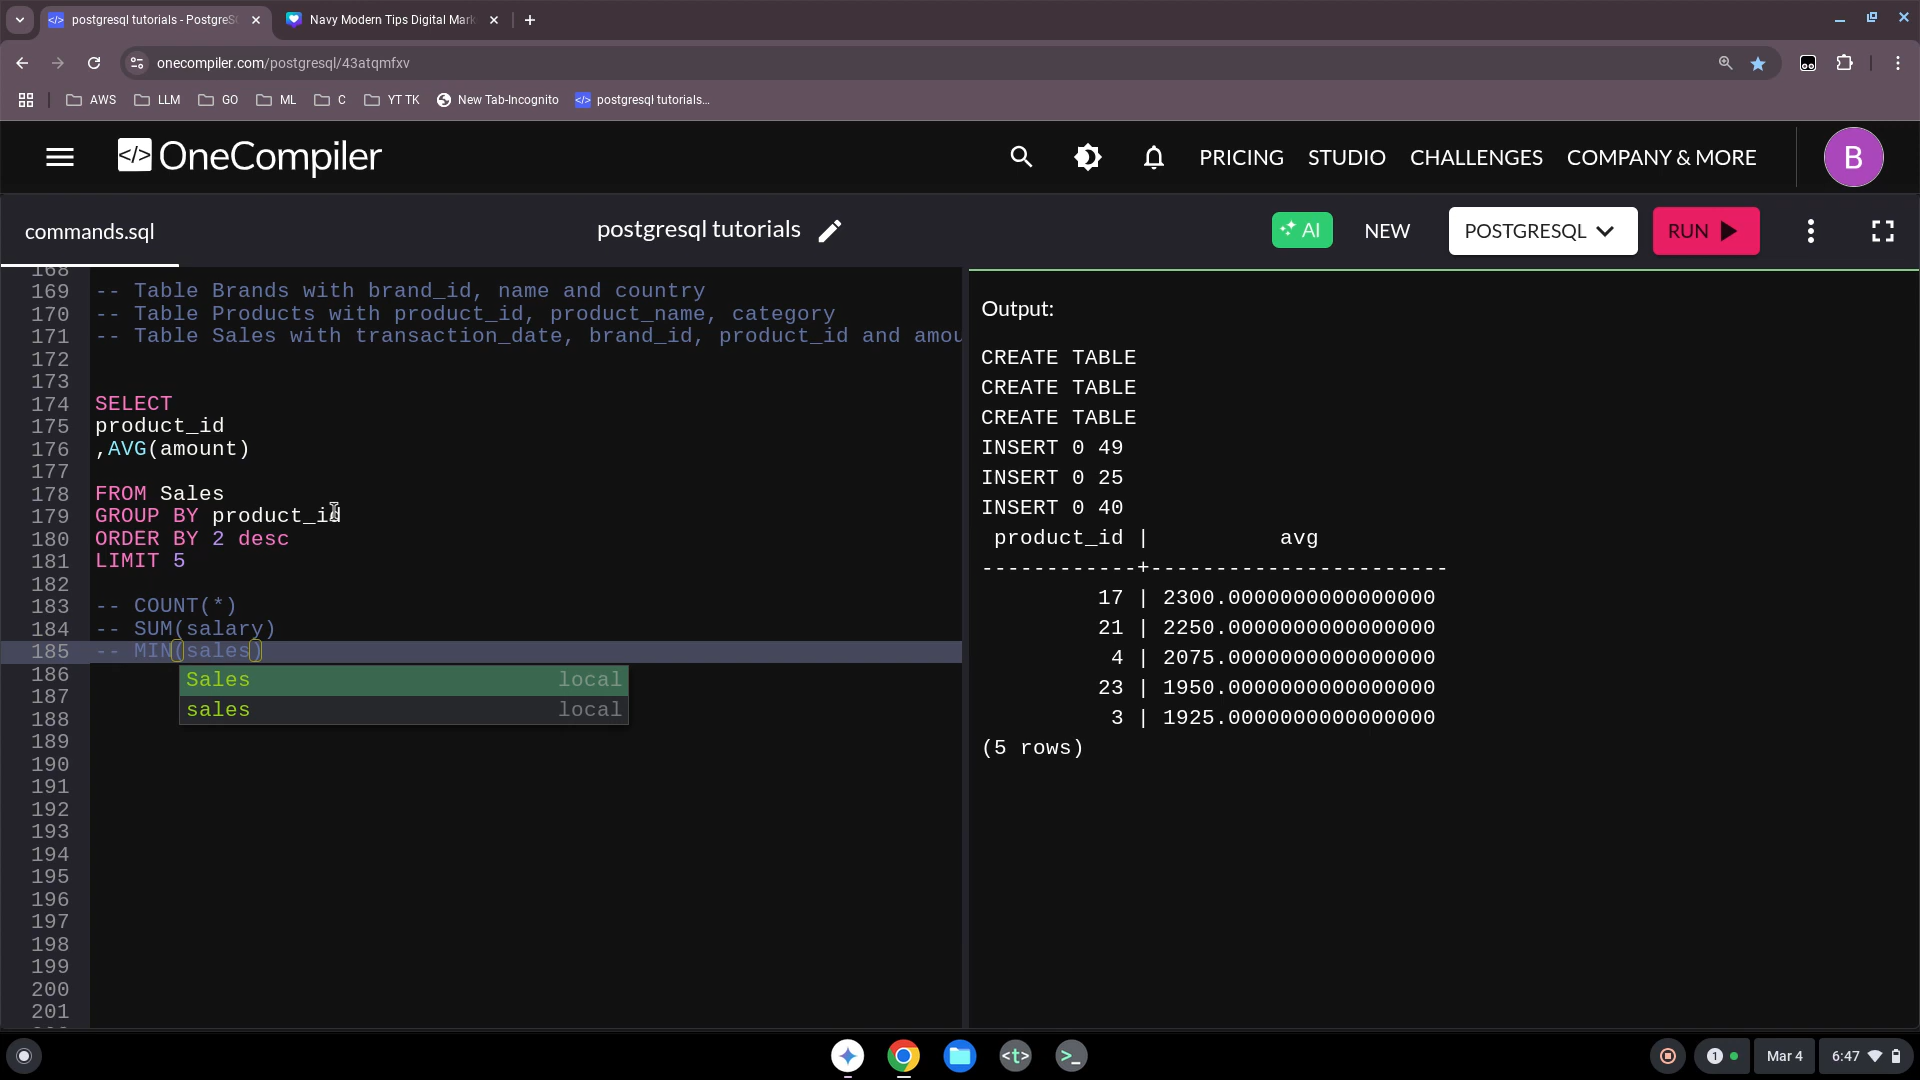 postgresql tutorials - PostgreS
Navy Modern Tips Digital Mark
onecompiler.com/postgresql/43atqmfxv
AWS
LLM
GO
ML
C
YT TK
New Tab-Incognito
postgresql tutorials...
</> OneCompiler
PRICING
STUDIO
CHALLENGES
COMPANY & MORE
B
commands.sql
postgresql tutorials
AI
NEW
POSTGRESQL
RUN
168
169 -- Table Brands with brand_id, name and country
170 -- Table Products with product_id, product_name, category
171 -- Table Sales with transaction_date, brand_id, product_id and amou
172
173
174 SELECT
175 product_id
176 ,AVG(amount)
177
178 FROM Sales
179 GROUP BY product_id
180 ORDER BY 2 desc
181 LIMIT 5
182
183 -- COUNT(*)
184 -- SUM(salary)
185 -- MIN(sales)
186 Sales local
187
188 sales local
189
190
191
192
193
194
195
196
197
198
199
200
201
Output:
CREATE TABLE
CREATE TABLE
CREATE TABLE
INSERT 0 49
INSERT 0 25
INSERT 0 40
product_id | avg
------------+-----------------------
17 | 2300.0000000000000000
21 | 2250.0000000000000000
4 | 2075.0000000000000000
23 | 1950.0000000000000000
3 | 1925.0000000000000000
(5 rows)
<t>
>_
1
Mar 4
6:47